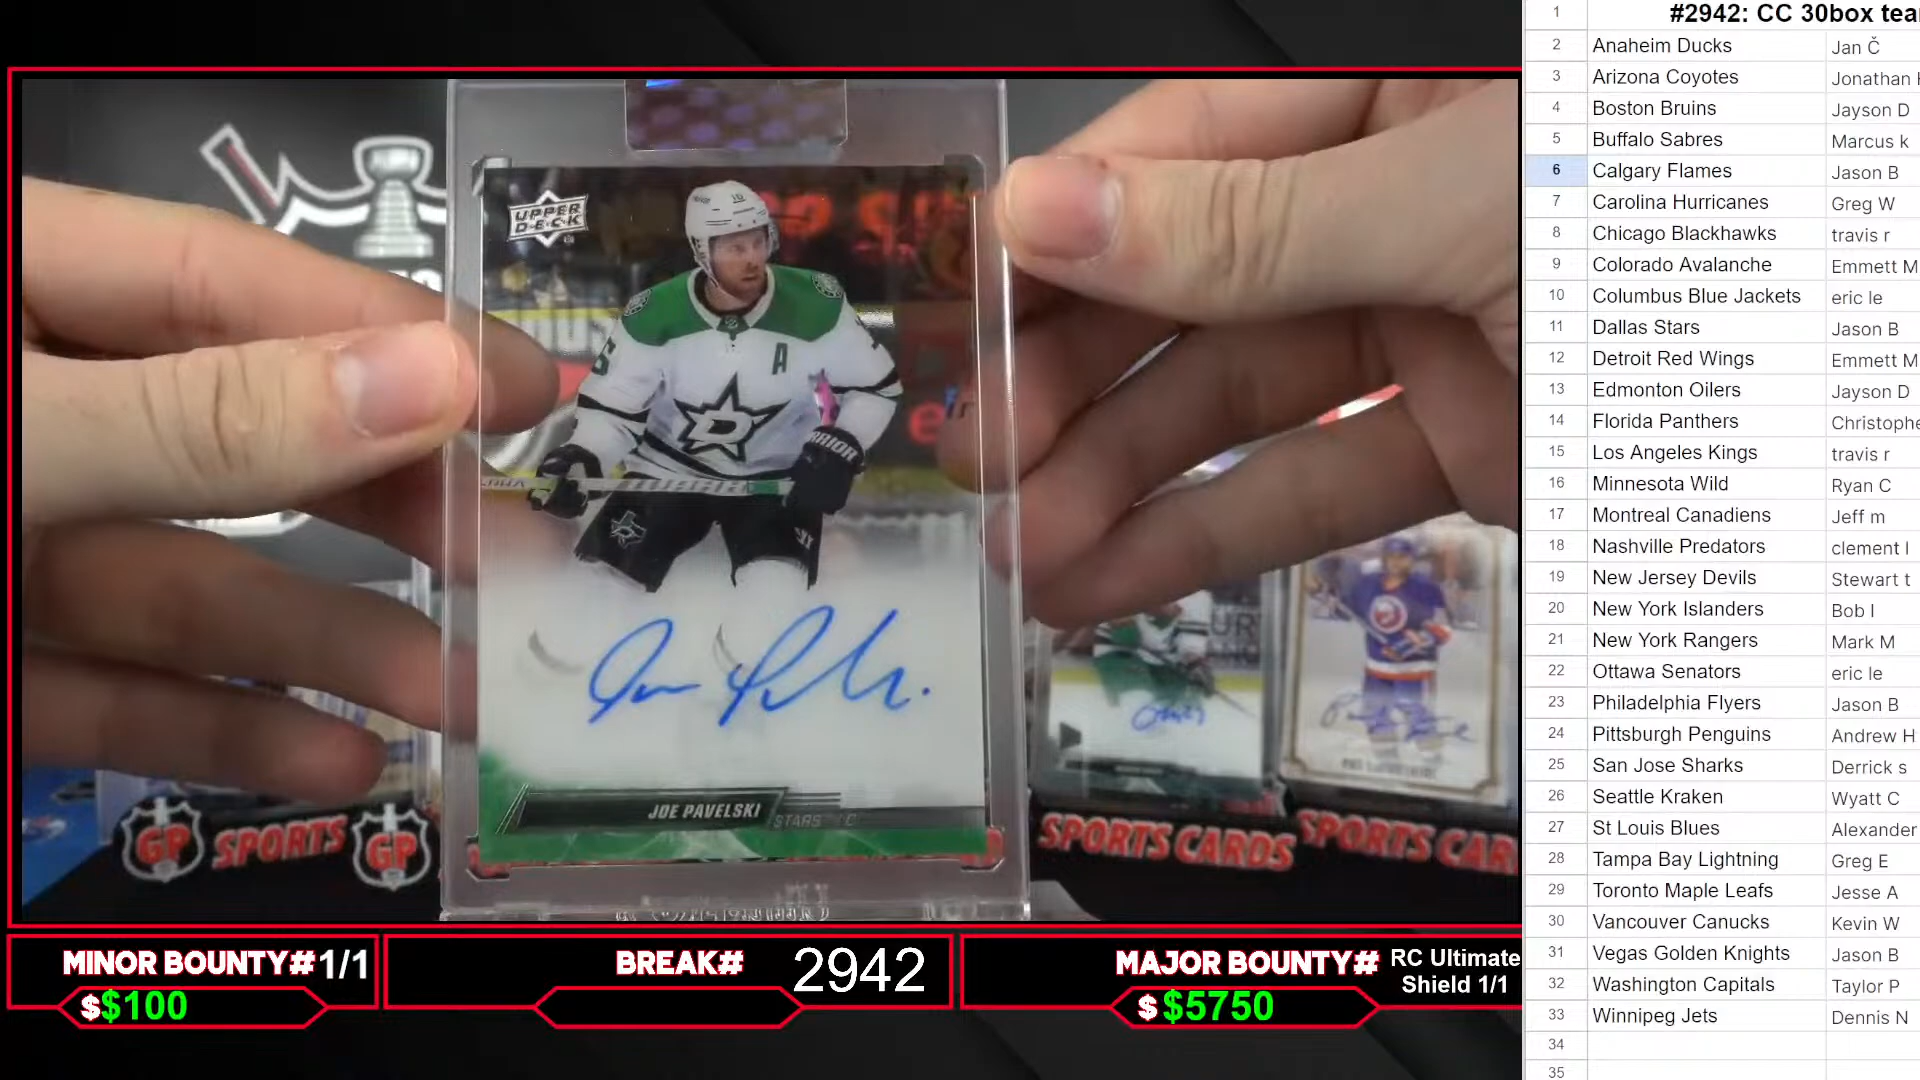 #2942: CC 30box tea
1
2 Anaheim Ducks Jan Č
3 Arizona Coyotes Jonathan
4 Boston Bruins Jayson D
5 Buffalo Sabres Marcus k
6 Calgary Flames Jason B
7 Carolina Hurricanes Greg W
8 Chicago Blackhawks travis r
9 Colorado Avalanche Emmett M
10 Columbus Blue Jackets eric le
11 Dallas Stars Jason B
12 Detroit Red Wings Emmett M
13 Edmonton Oilers Jayson D
14 Florida Panthers Christophe
15 Los Angeles Kings travis r
16 Minnesota Wild Ryan C
17 Montreal Canadiens Jeff m
18 Nashville Predators clement l
19 New Jersey Devils Stewart t
20 New York Islanders Bob l
21 New York Rangers Mark M
22 Ottawa Senators eric le
23 Philadelphia Flyers Jason B
24 Pittsburgh Penguins Andrew H
25 San Jose Sharks Derrick s
26 Seattle Kraken Wyatt C
27 St Louis Blues Alexander
28 Tampa Bay Lightning Greg E
29 Toronto Maple Leafs Jesse A
30 Vancouver Canucks Kevin W
31 Vegas Golden Knights Jason B
32 Washington Capitals Taylor P
33 Winnipeg Jets Dennis N
34
35
UPPER
DECK
A
D
WARRIOR
JOE PAVELSKI
STARS C
GP SPORTS GP
SPORTS CARDS
SPORTS CAR
MINOR BOUNTY# 1/1
$$100
BREAK# 2942
MAJOR BOUNTY# RC Ultimate
Shield 1/1
$ $5750